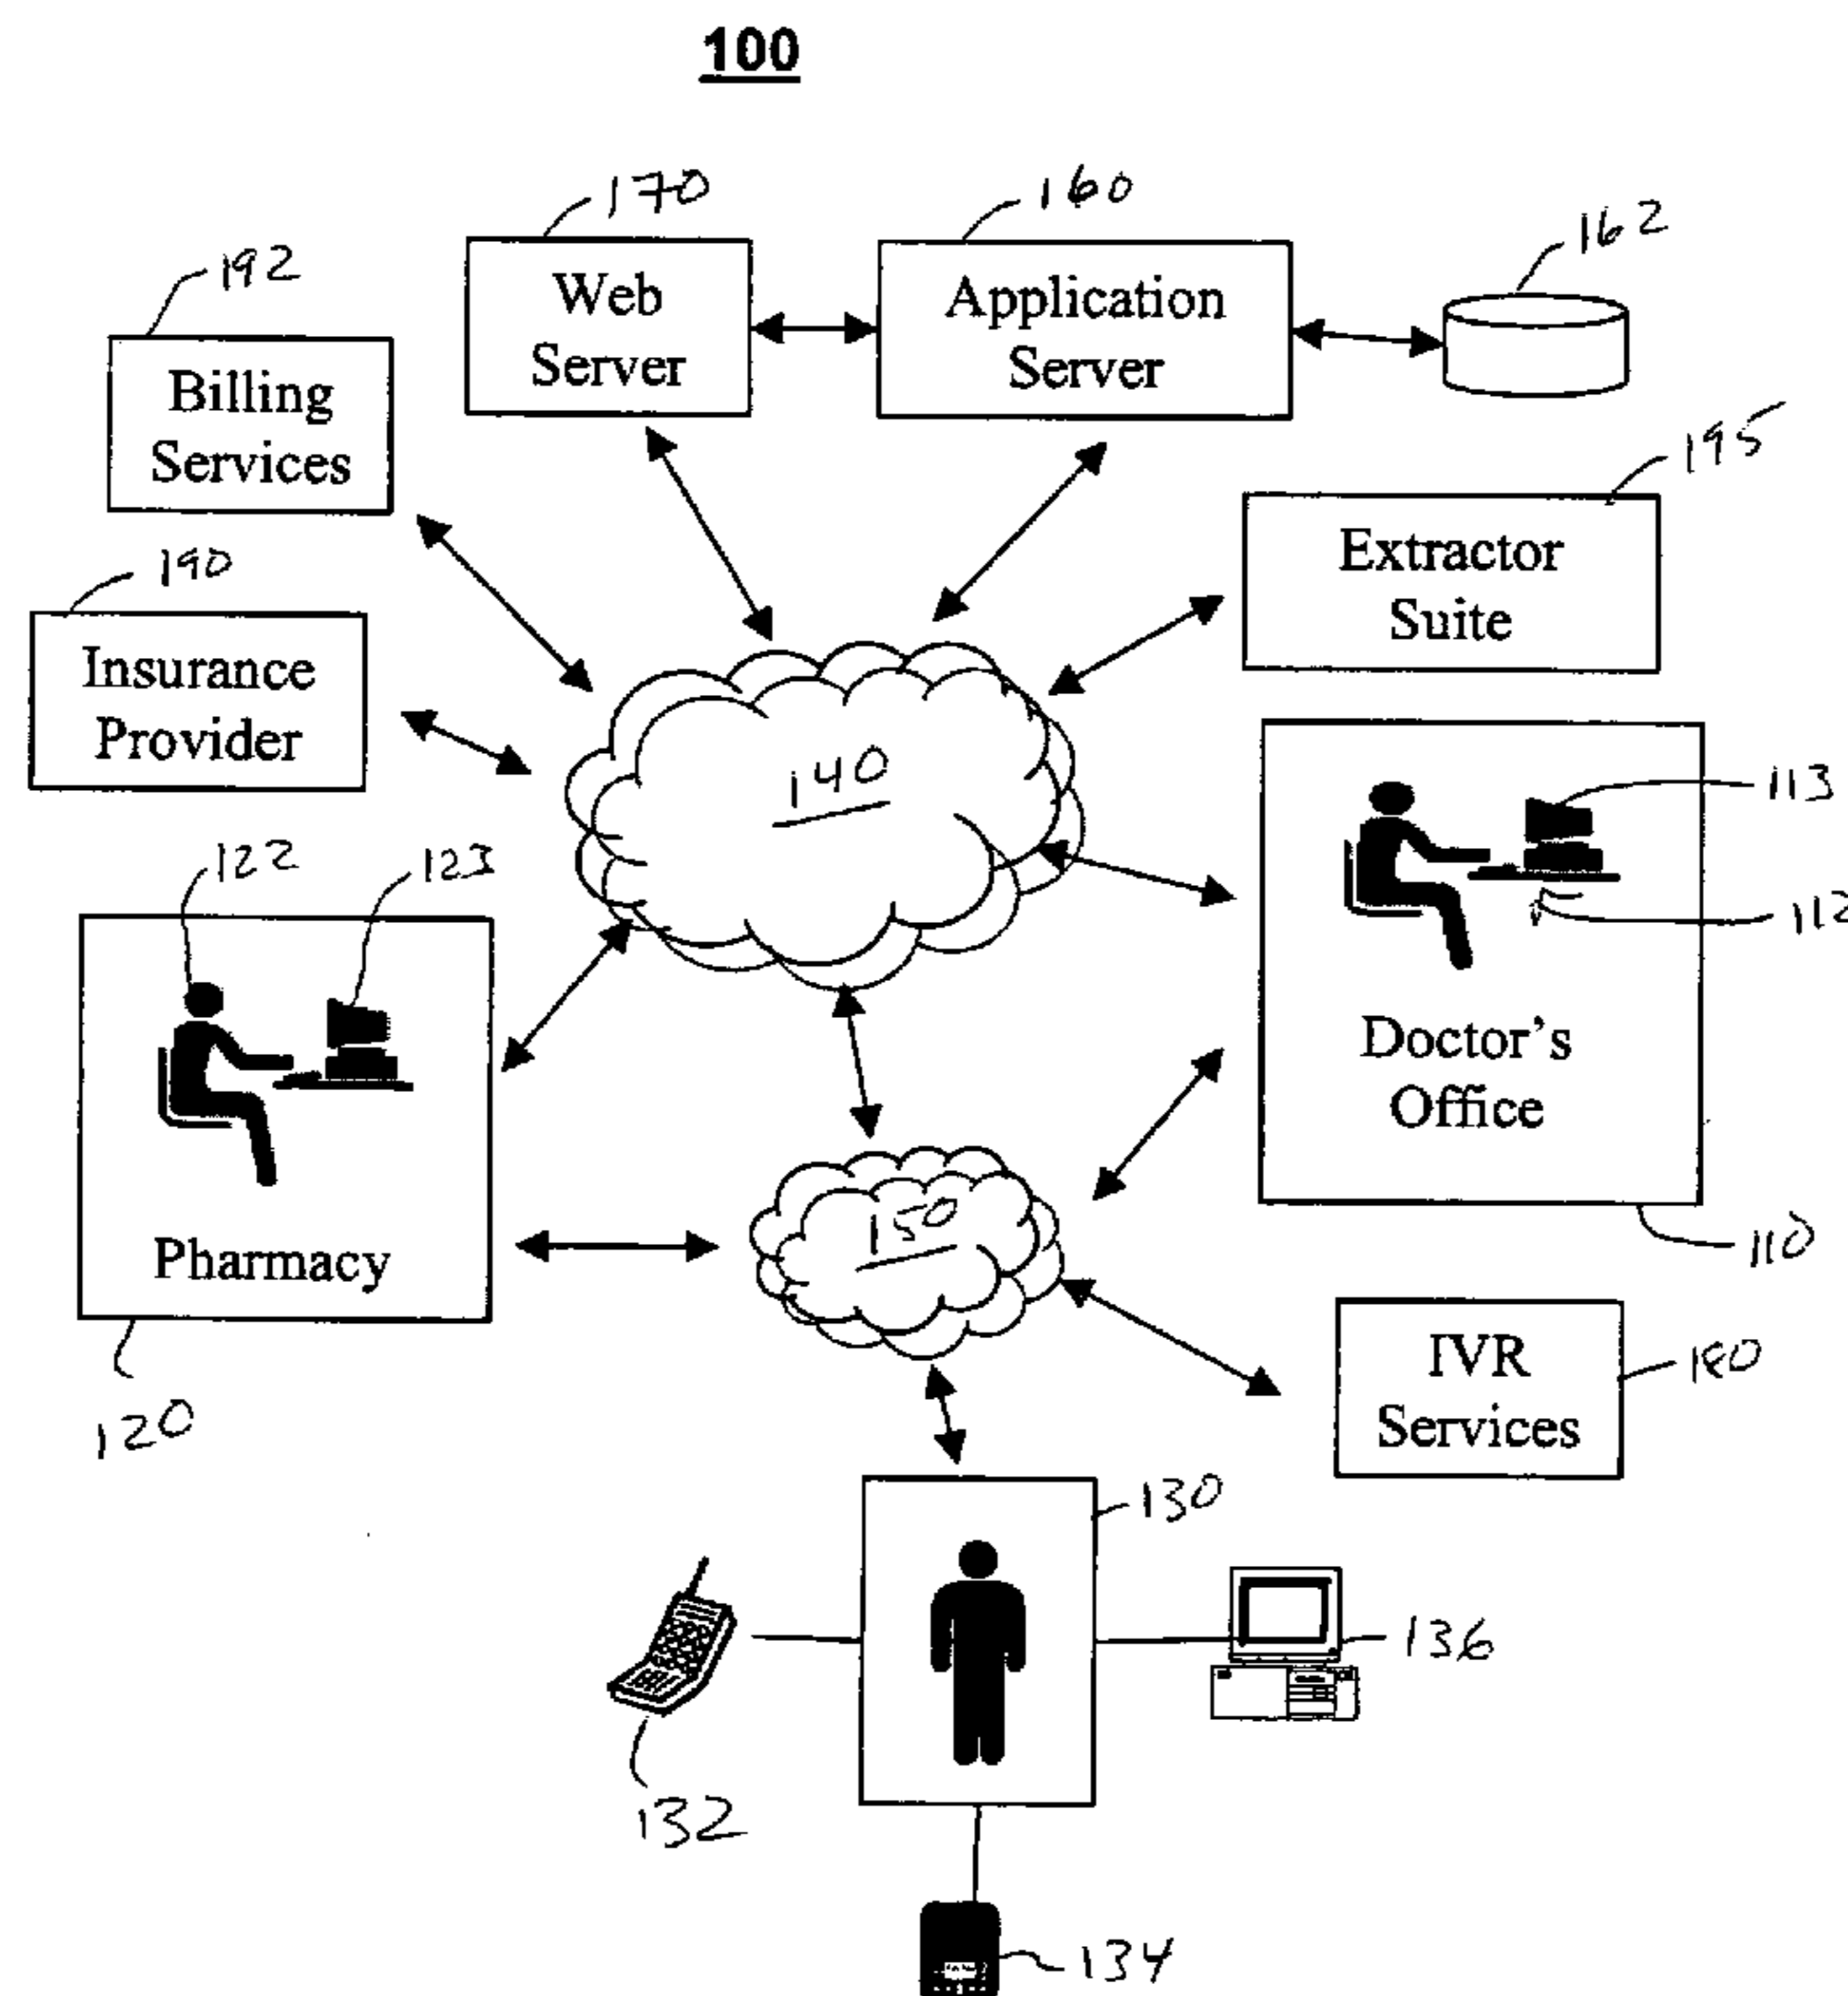 100
170
160
162
192
Web
Server
Application
Server
Billing
Services
195
190
Extractor
Suite
Insurance
Provider
140
113
122
123
112
Doctor's
Office
150
Pharmacy
110
120
IVR
Services
180
130
136
132
134